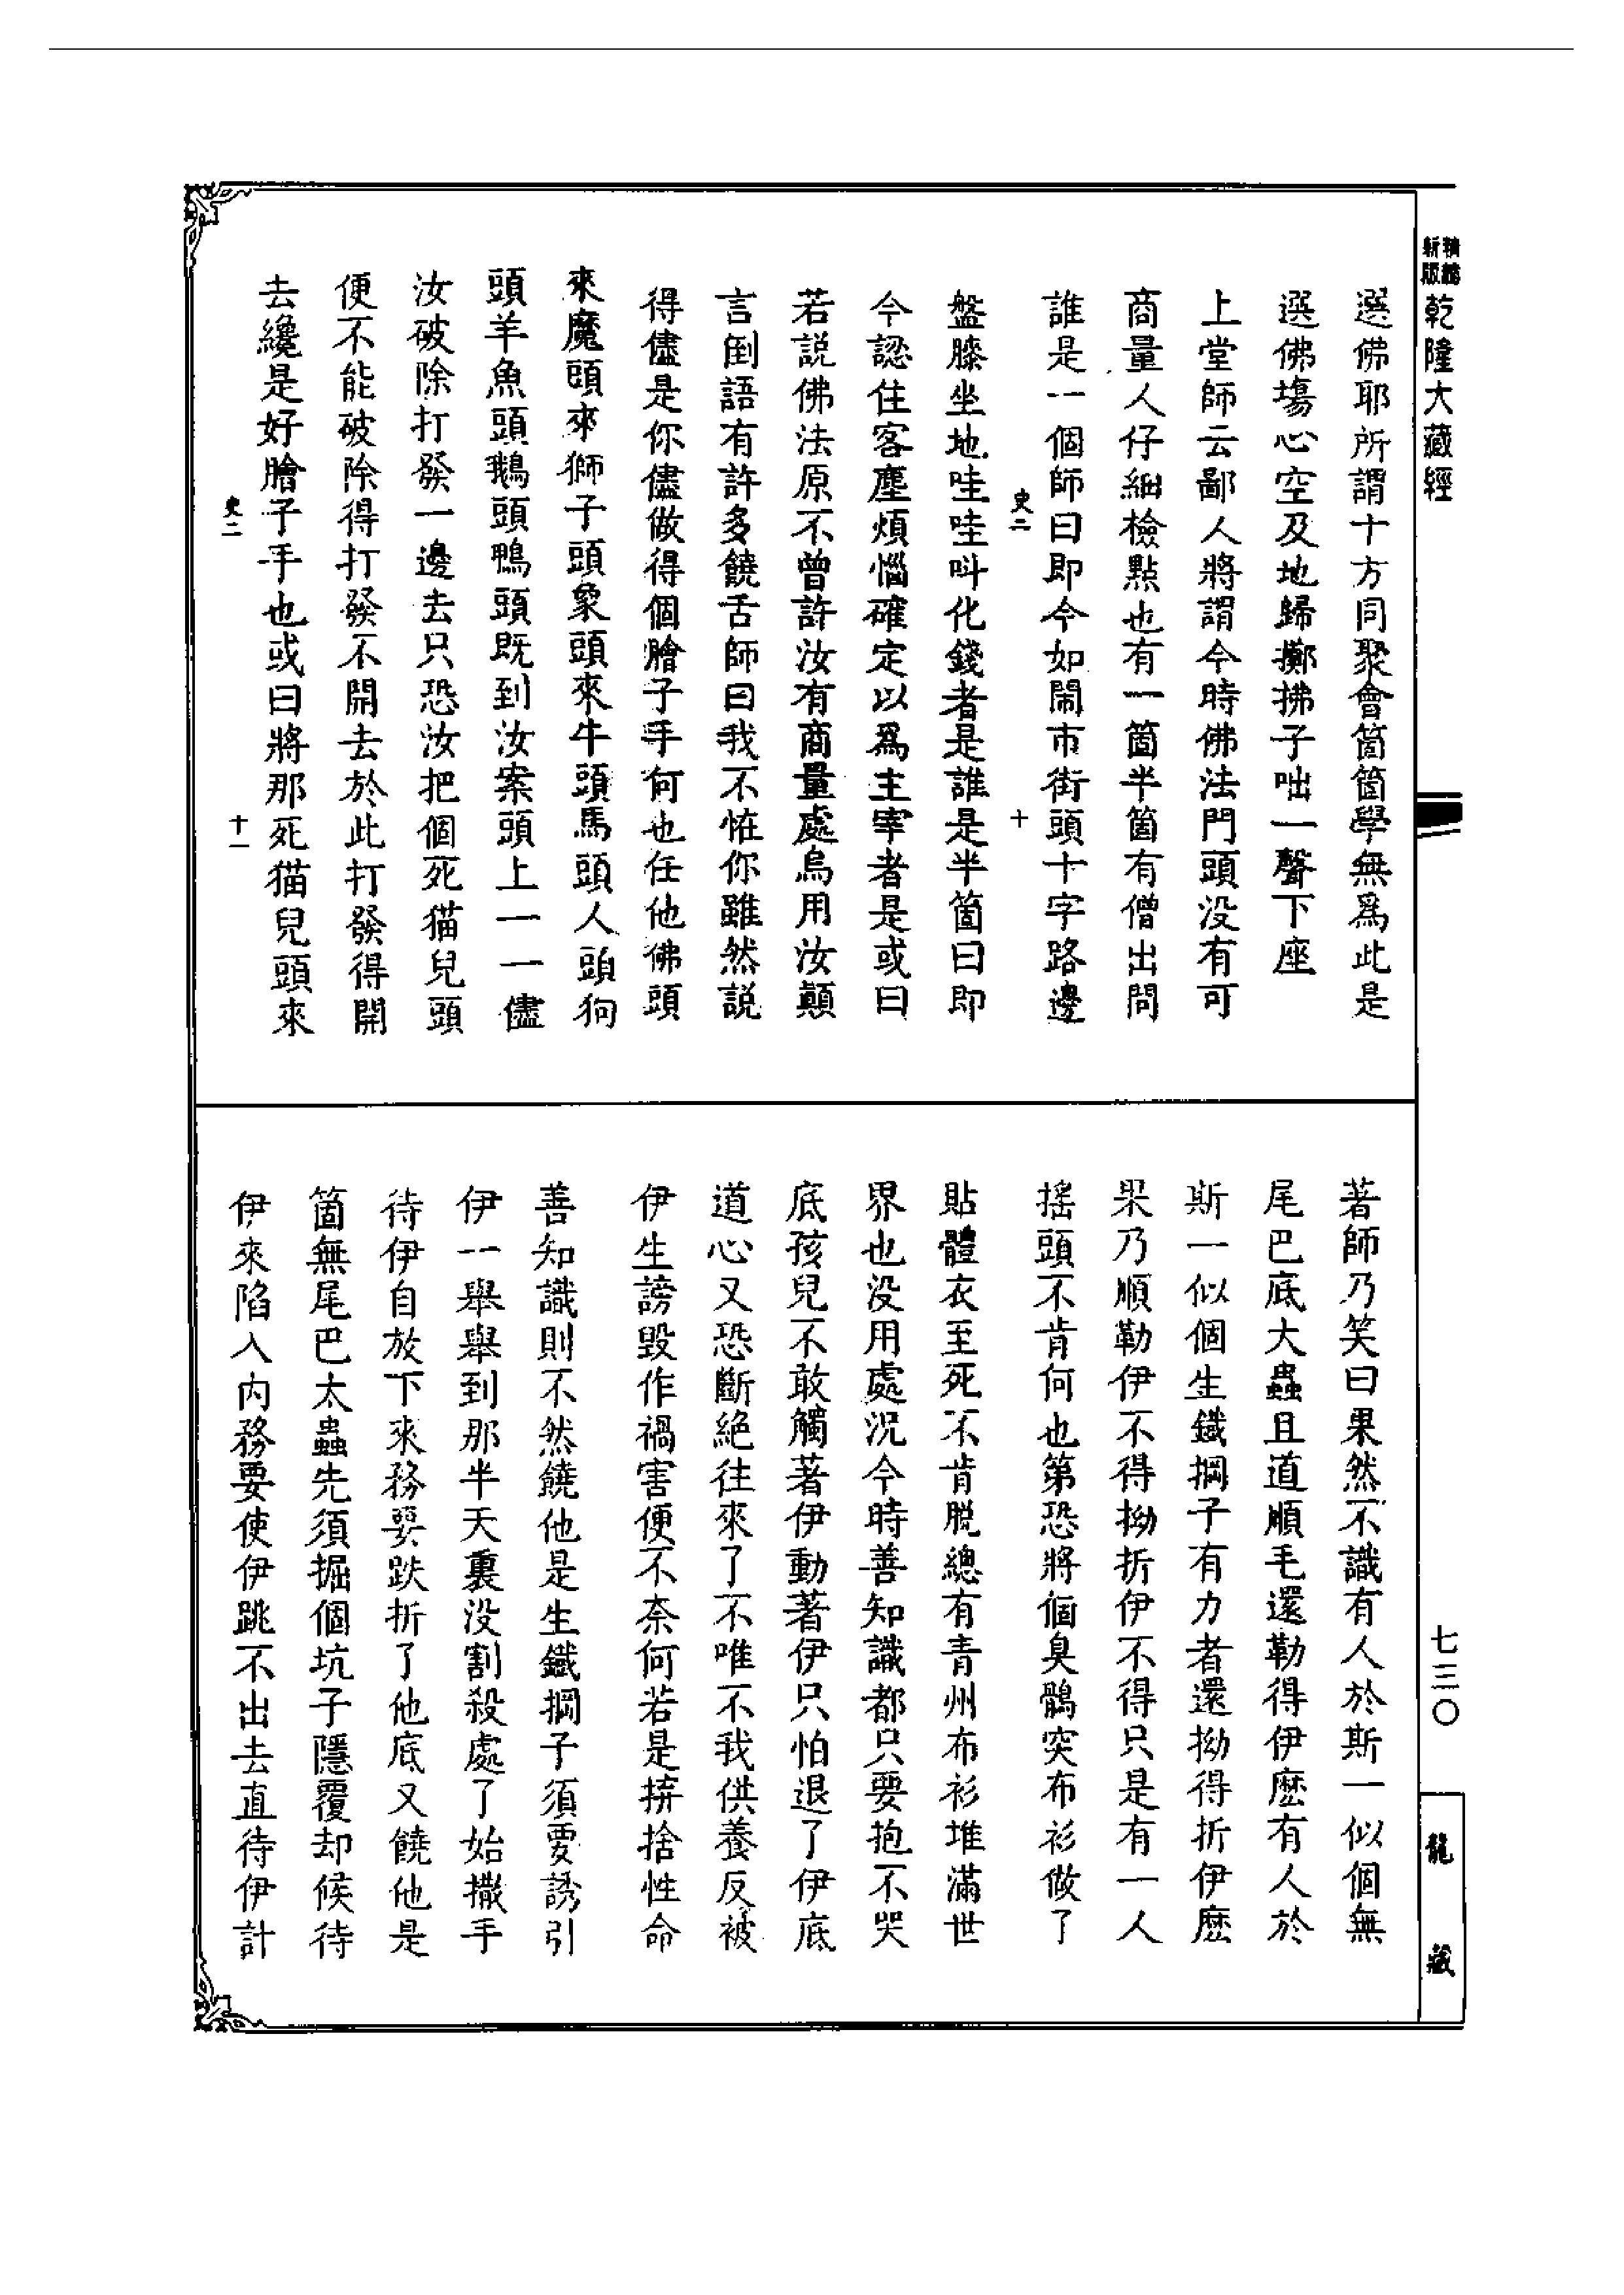 精編新版
乾隆大藏經
選佛耶所謂十方同聚會箇箇學無爲此是
選佛塲心空及地歸擲拂子咄一聲下座
上堂師云鄙人將謂今時佛法門頭没有可
商量人仔細檢點也有一箇半箇有僧出問
誰是一個師曰即今如鬧市街頭十字路邊
史二
十
盤膝坐地哇哇呌化錢者是誰是半箇曰即
今認住客塵煩惱確定以爲主宰者是或曰
若説佛法原不曾許汝有商量處烏用汝顛
言倒語有許多饒舌師曰我不恠你雖然説
得儘是你儘做得個膾子手何也任他佛頭
來魔頭來獅子頭象頭來牛頭馬頭人頭狗
頭羊魚頭鵝頭鴨頭既到汝案頭上一一儘
汝破除打發一邊去只恐汝把個死猫兒頭
便不能破除得打發不開去於此打發得開
去纔是好膾子手也或曰將那死猫兒頭來
史二
十一
著師乃笑曰果然不識有人於斯一似個無
尾巴底大蟲且道順毛還勒得伊麽有人於
斯一似個生鐵摑子有力者還拗得折伊麽
果乃順勒伊不得拗折伊不得只是有一人
摇頭不肯何也第恐將個臭鶻突布衫做了
貼體衣至死不肯脱總有青州布衫堆滿世
界也没用處況今時善知識都只要抱不哭
底孩兒不敢觸著伊動著伊只怕退了伊底
道心又恐斷絶往來了不唯不我供養反被
伊生謗毀作禍害便不奈何若是拚捨性命
善知識則不然饒他是生鐵摑子須要誘引
伊一舉舉到那半天裏没割殺處了始撒手
待伊自放下來務要跌折了他底又饒他是
箇無尾巴大蟲先須掘個坑子隱覆却候待
伊來陷入内務要使伊跳不出去直待伊計
七三〇
龍藏